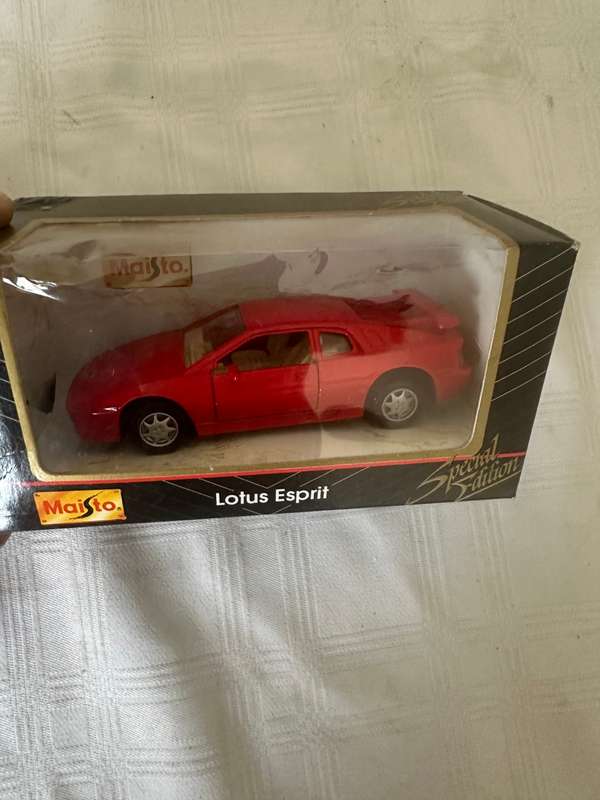 Maisto.
Maisto.
Lotus Esprit
Special
Edition